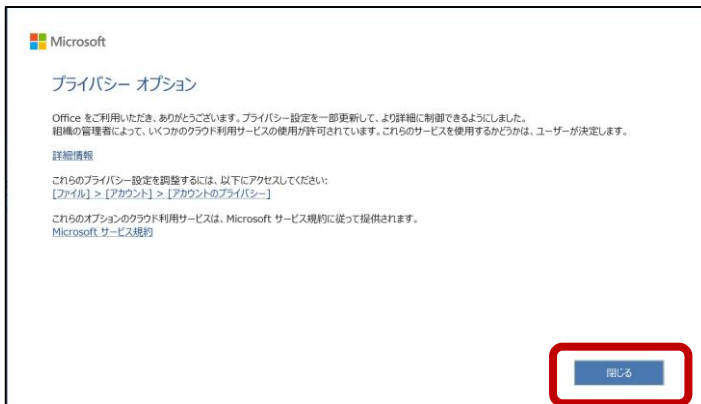 Microsoft
プライバシー オプション
Office をご利用いただき、ありがとうございます。プライバシー設定を一部更新して、より詳細に制御できるようにしました。
組織の管理者によって、いくつかのクラウド利用サービスの使用が許可されています。これらのサービスを使用するかどうかは、ユーザーが決定します。
詳細情報
これらのプライバシー設定を調整するには、以下にアクセスしてください:
[ファイル] > [アカウント] > [アカウントのプライバシー]
これらのオプションのクラウド利用サービスは、Microsoft サービス規約に従って提供されます。
Microsoft サービス規約
閉じる